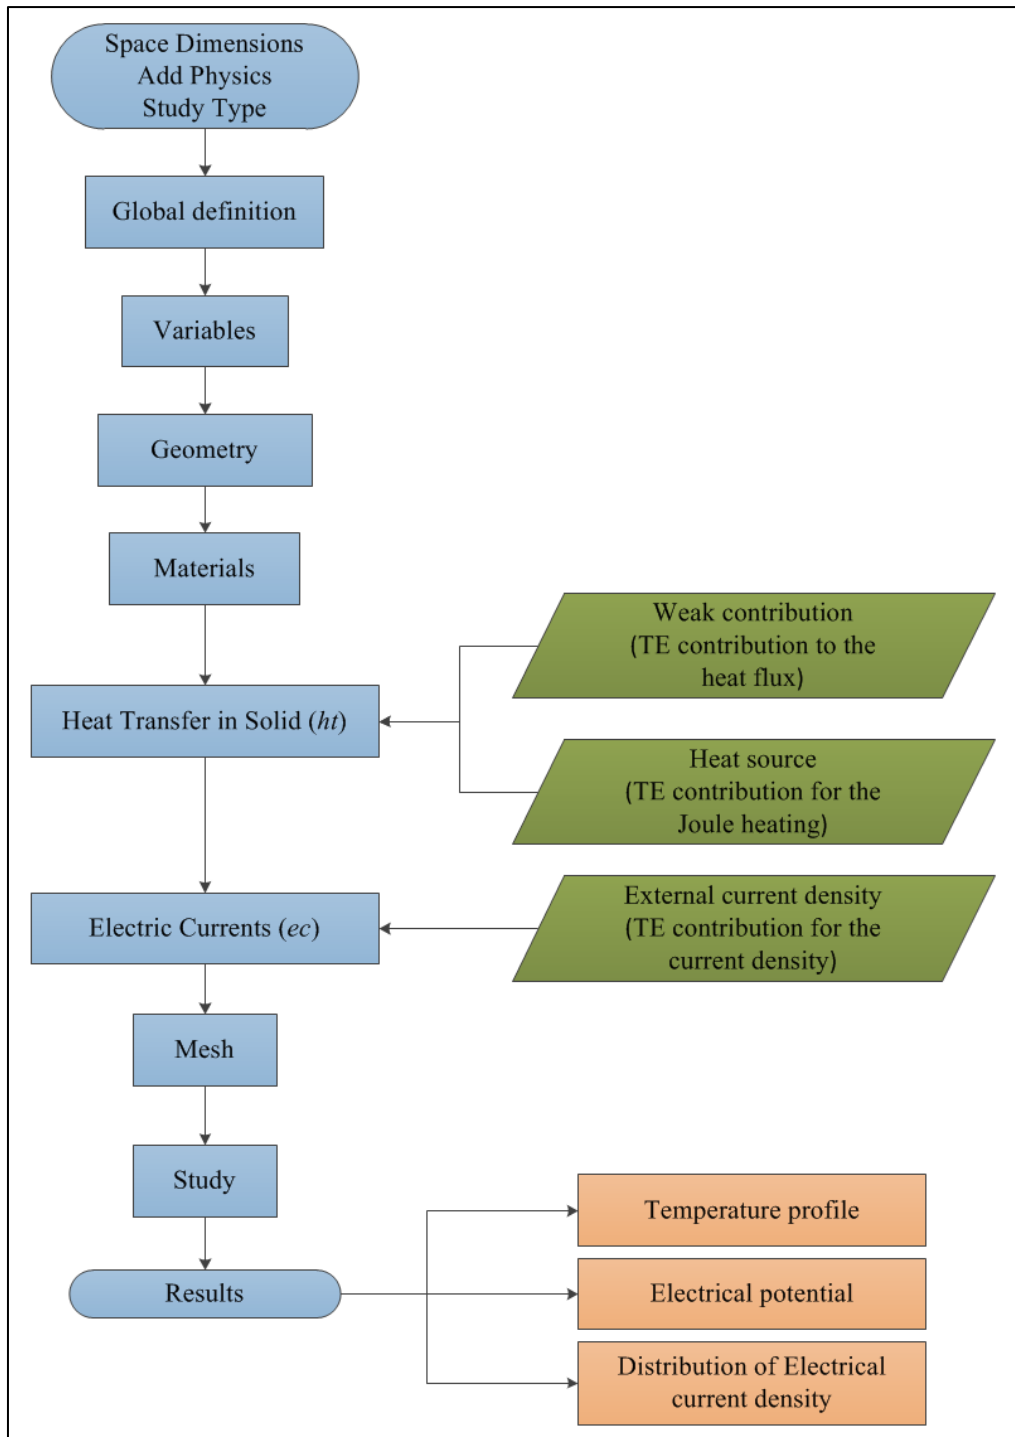 Space Dimensions
Add Physics
Study Type
Global definition
Variables
Geometry
Materials
Weak contribution
(TE contribution to the
heat flux)
Heat Transfer in Solid (ht)
Heat source
(TE contribution for the
Joule heating)
Electric Currents (ec)
External current density
(TE contribution for the
current density)
Mesh
Study
Results
Temperature profile
Electrical potential
Distribution of Electrical
current density